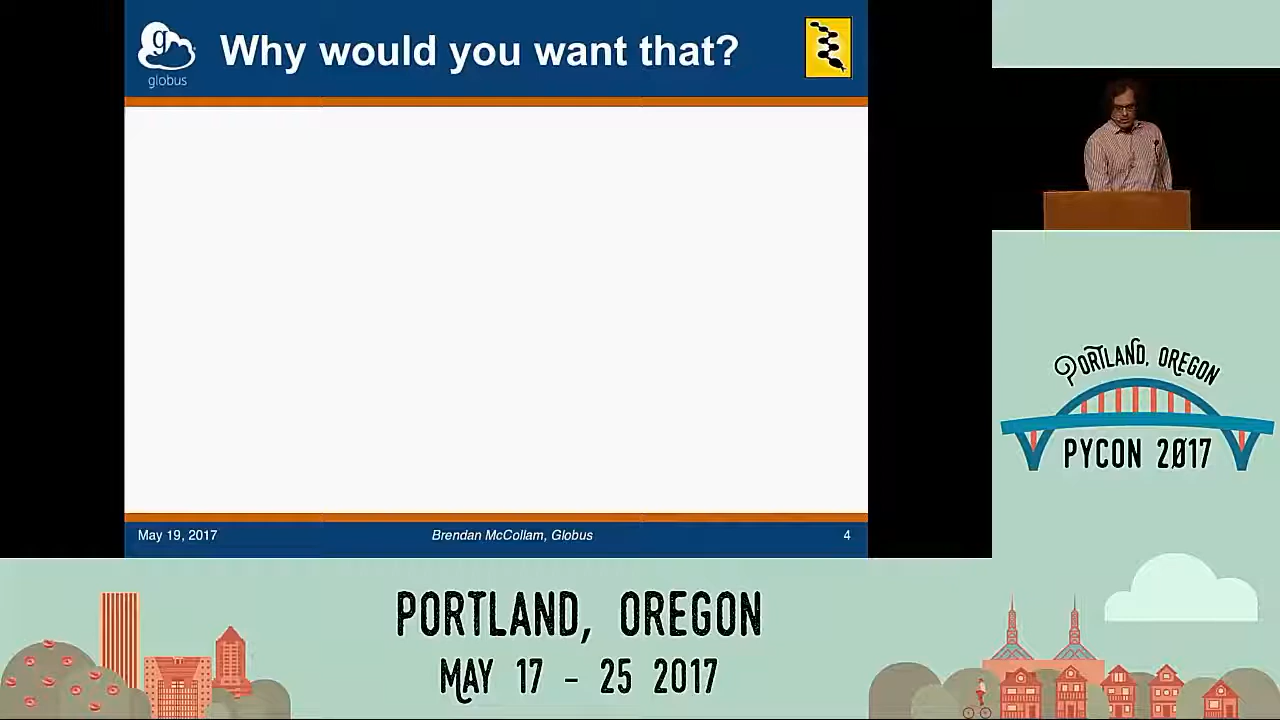 globus
Why would you want that?
May 19, 2017
Brendan McCollam, Globus
4
PORTLAND, OREGON
PYCON 2017
PORTLAND, OREGON
MAY 17 - 25 2017